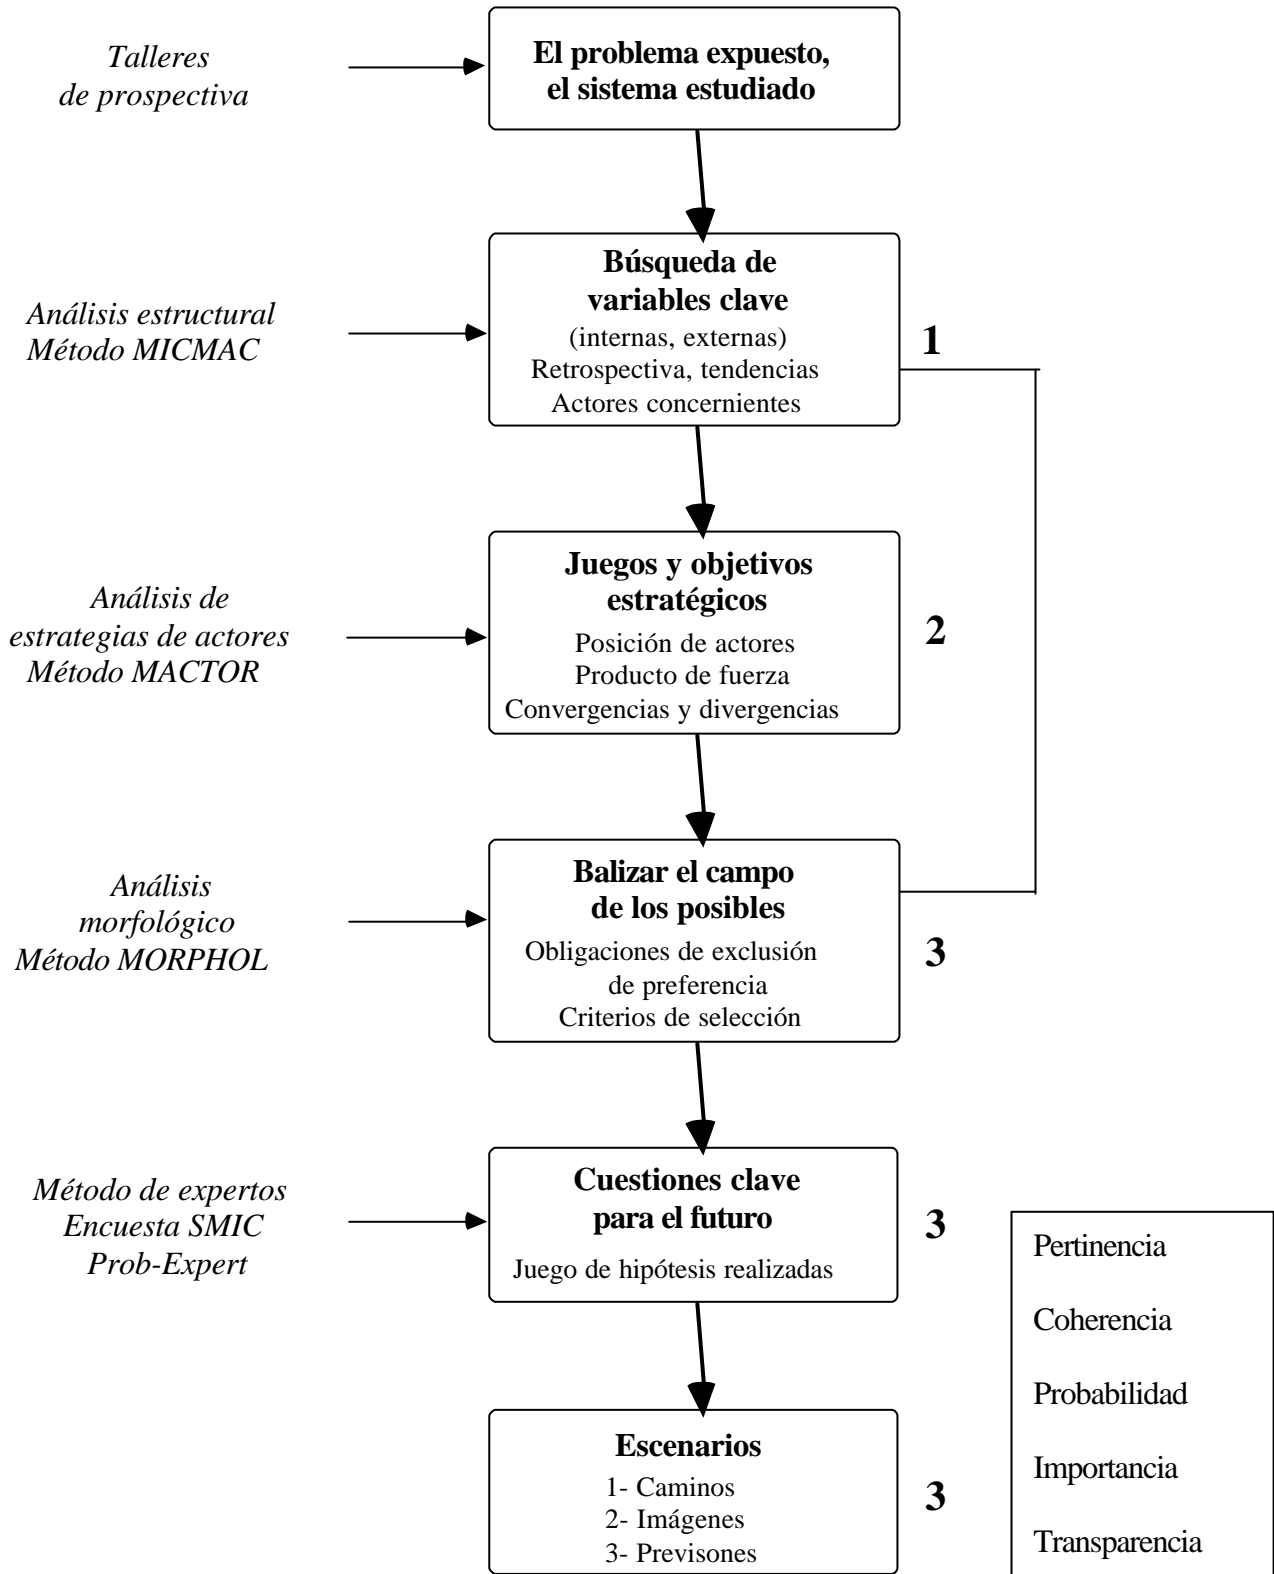 Talleres
de prospectiva
El problema expuesto,
el sistema estudiado
Análisis estructural
Método MICMAC
Búsqueda de
variables clave
(internas, externas)
Retrospectiva, tendencias
Actores concernientes
1
Análisis de
estrategias de actores
Método MACTOR
Juegos y objetivos
estratégicos
Posición de actores
Producto de fuerza
Convergencias y divergencias
2
Análisis
morfológico
Método MORPHOL
Balizar el campo
de los posibles
Obligaciones de exclusión
de preferencia
Criterios de selección
3
Método de expertos
Encuesta SMIC
Prob-Expert
Cuestiones clave
para el futuro
Juego de hipótesis realizadas
3
Escenarios
1- Caminos
2- Imágenes
3- Previsones
3
Pertinencia
Coherencia
Probabilidad
Importancia
Transparencia